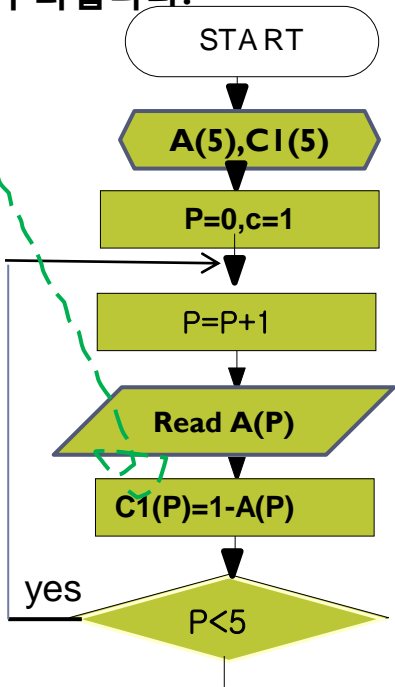 START
A(5),C1(5)
P=0,c=1
P=P+1
Read A(P)
C1(P)=1-A(P)
yes
P<5